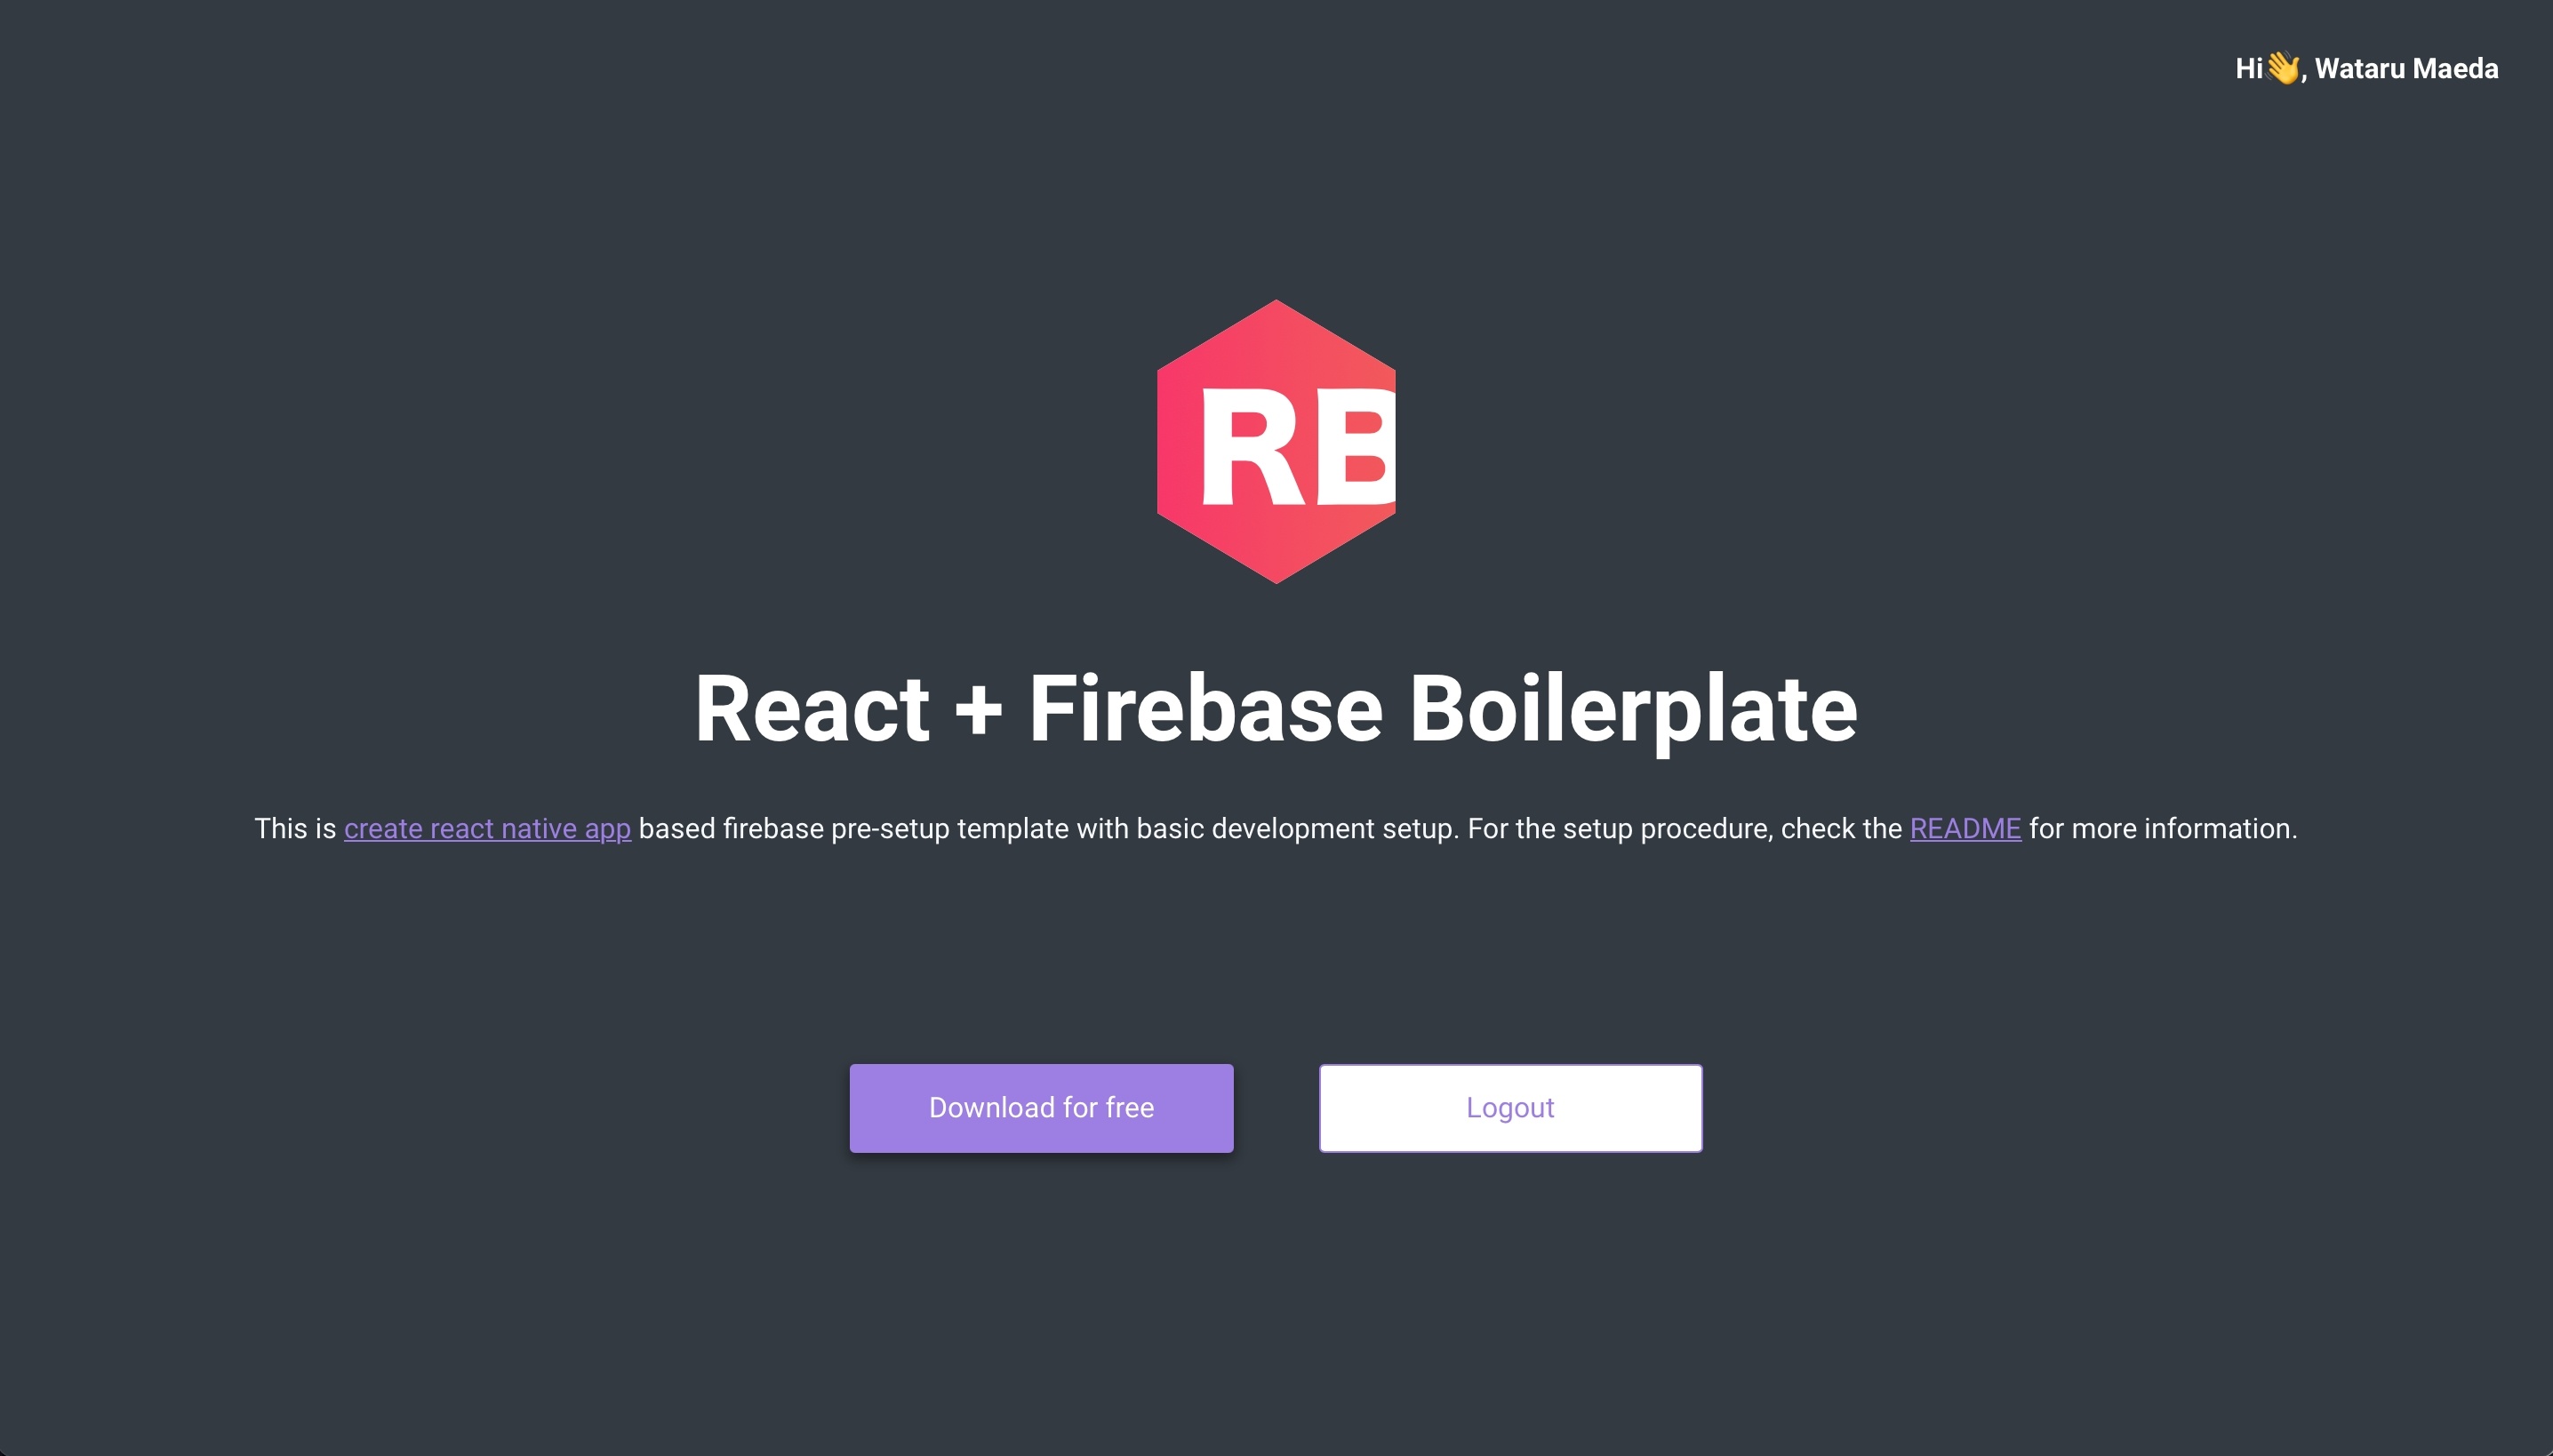 Hi👋, Wataru Maeda
RB
React + Firebase Boilerplate
This is create react native app based firebase pre-setup template with basic development setup. For the setup procedure, check the README for more information.
Download for free
Logout